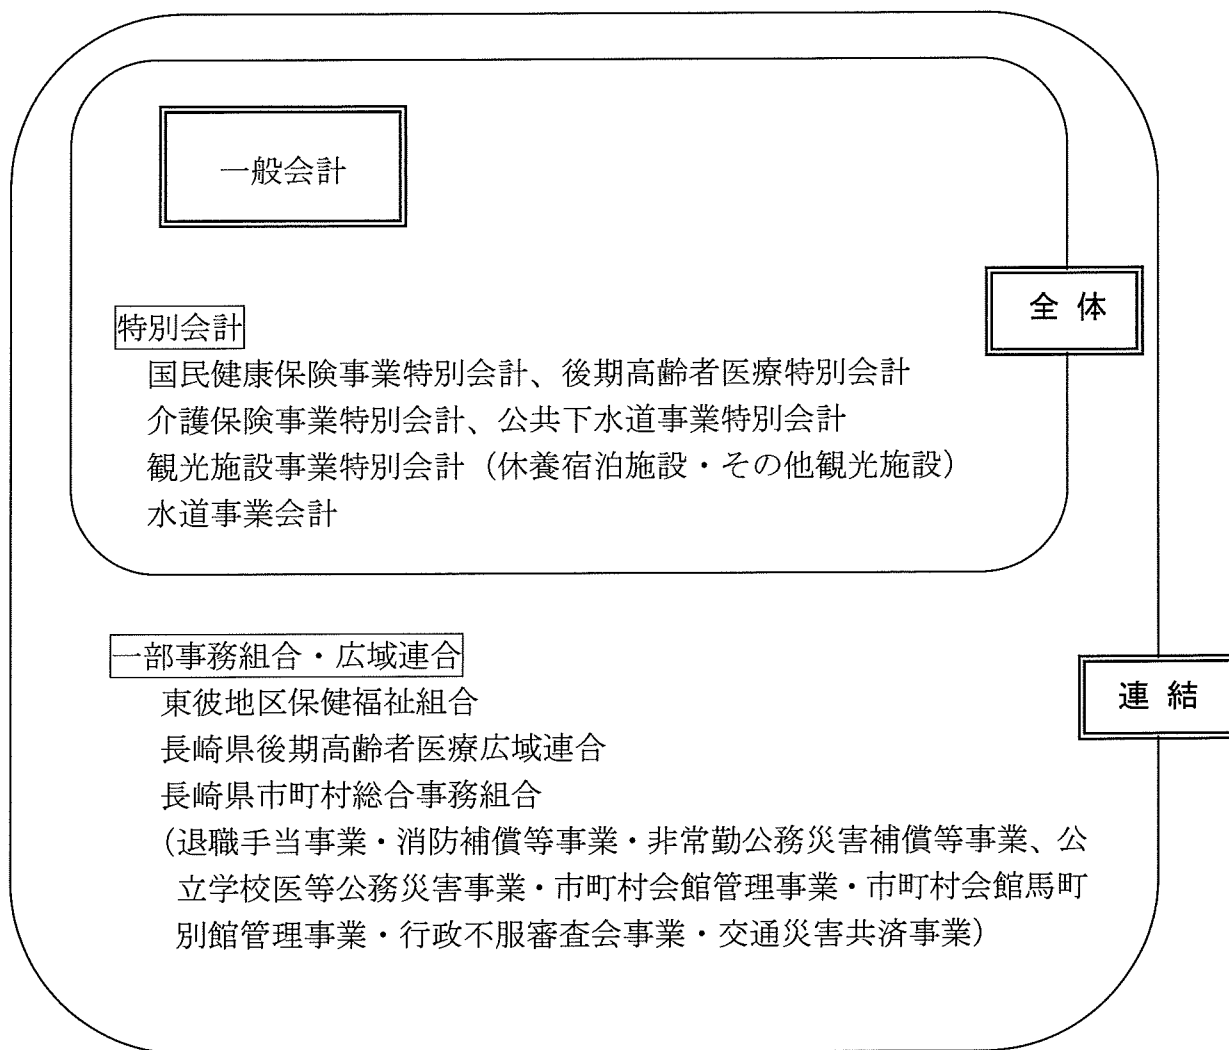 一般会計
全 体
特別会計
国民健康保険事業特別会計、後期高齢者医療特別会計
介護保険事業特別会計、公共下水道事業特別会計
観光施設事業特別会計（休養宿泊施設・その他観光施設）
水道事業会計
一部事務組合・広域連合
連 結
東彼地区保健福祉組合
長崎県後期高齢者医療広域連合
長崎県市町村総合事務組合
（退職手当事業・消防補償等事業・非常勤公務災害補償等事業、公
立学校医等公務災害事業・市町村会館管理事業・市町村会館馬町
別館管理事業・行政不服審査会事業・交通災害共済事業）